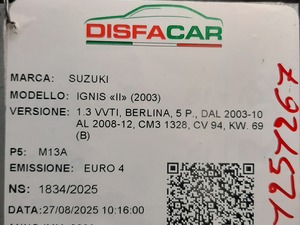 DISFACAR
MARCA: SUZUKI
MODELLO: IGNIS «II» (2003)
VERSIONE: 1.3 VVTI, BERLINA, 5 P., DAL 2003-10
AL 2008-12, CM3 1328, CV 94, KW. 69
(B)
P5: M13A
EMISSIONE: EURO 4
NS: 1834/2025
DATA:27/08/2025 10:16:00